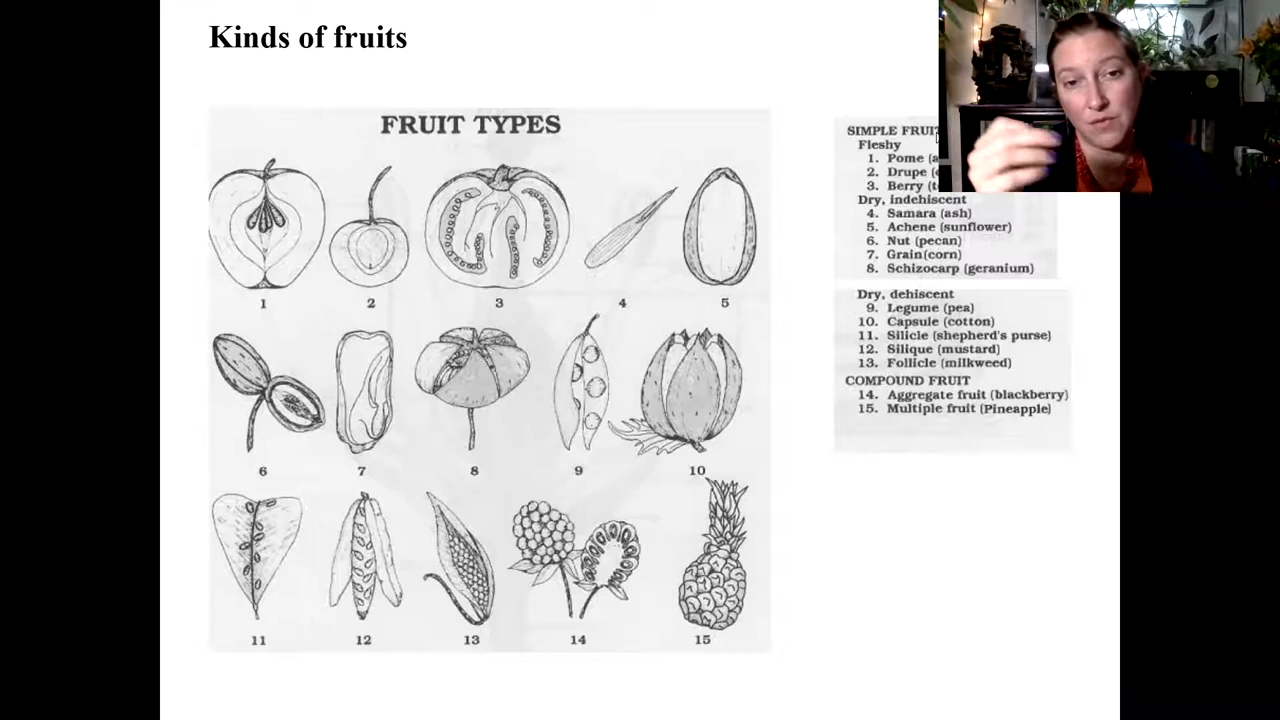 Kinds of fruits
FRUIT TYPES
1 2 3 4 5
6 7 8 9 10
11 12 13 14 15
SIMPLE
Fleshy
1. Pome
2. Drupe
3. Berry
Dry, indehiscent
4. Samara (ash)
5. Achene (sunflower)
6. Nut (pecan)
7. Grain(corn)
8. Schizocarp (geranium)
Dry, dehiscent
9. Legume (pea)
10. Capsule (cotton)
11. Silicle (shepherd's purse)
12. Silique (mustard)
13. Follicle (milkweed)
COMPOUND FRUIT
14. Aggregate fruit (blackberry)
15. Multiple fruit (Pineapple)